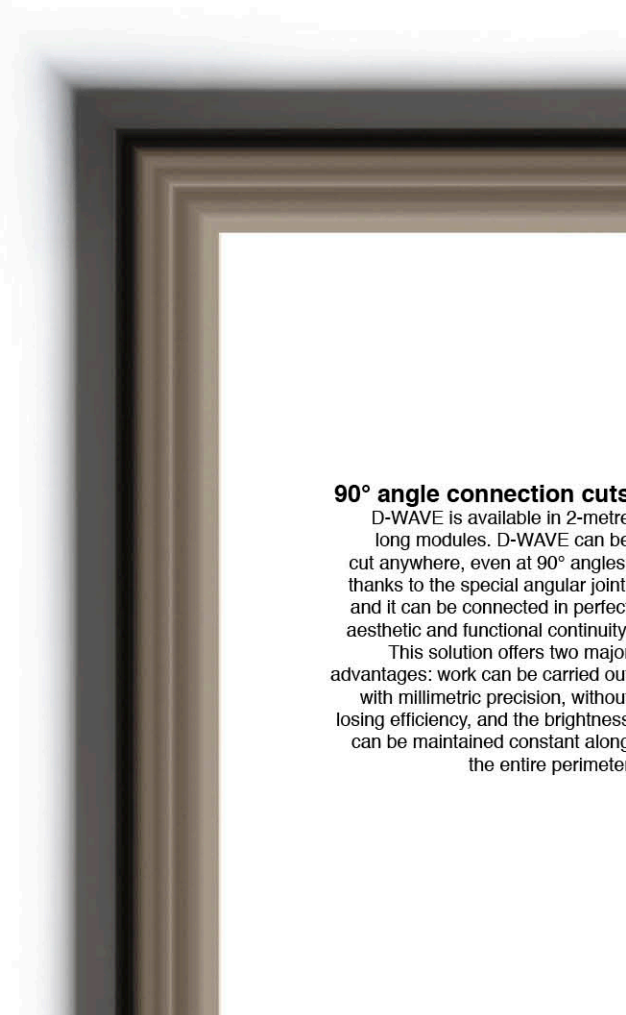 90° angle connection cuts
D-WAVE is available in 2-metre
long modules. D-WAVE can be
cut anywhere, even at 90° angles
thanks to the special angular joint
and it can be connected in perfect
aesthetic and functional continuity
This solution offers two major
advantages: work can be carried out
with millimetric precision, without
losing efficiency, and the brightness
can be maintained constant along
the entire perimeter